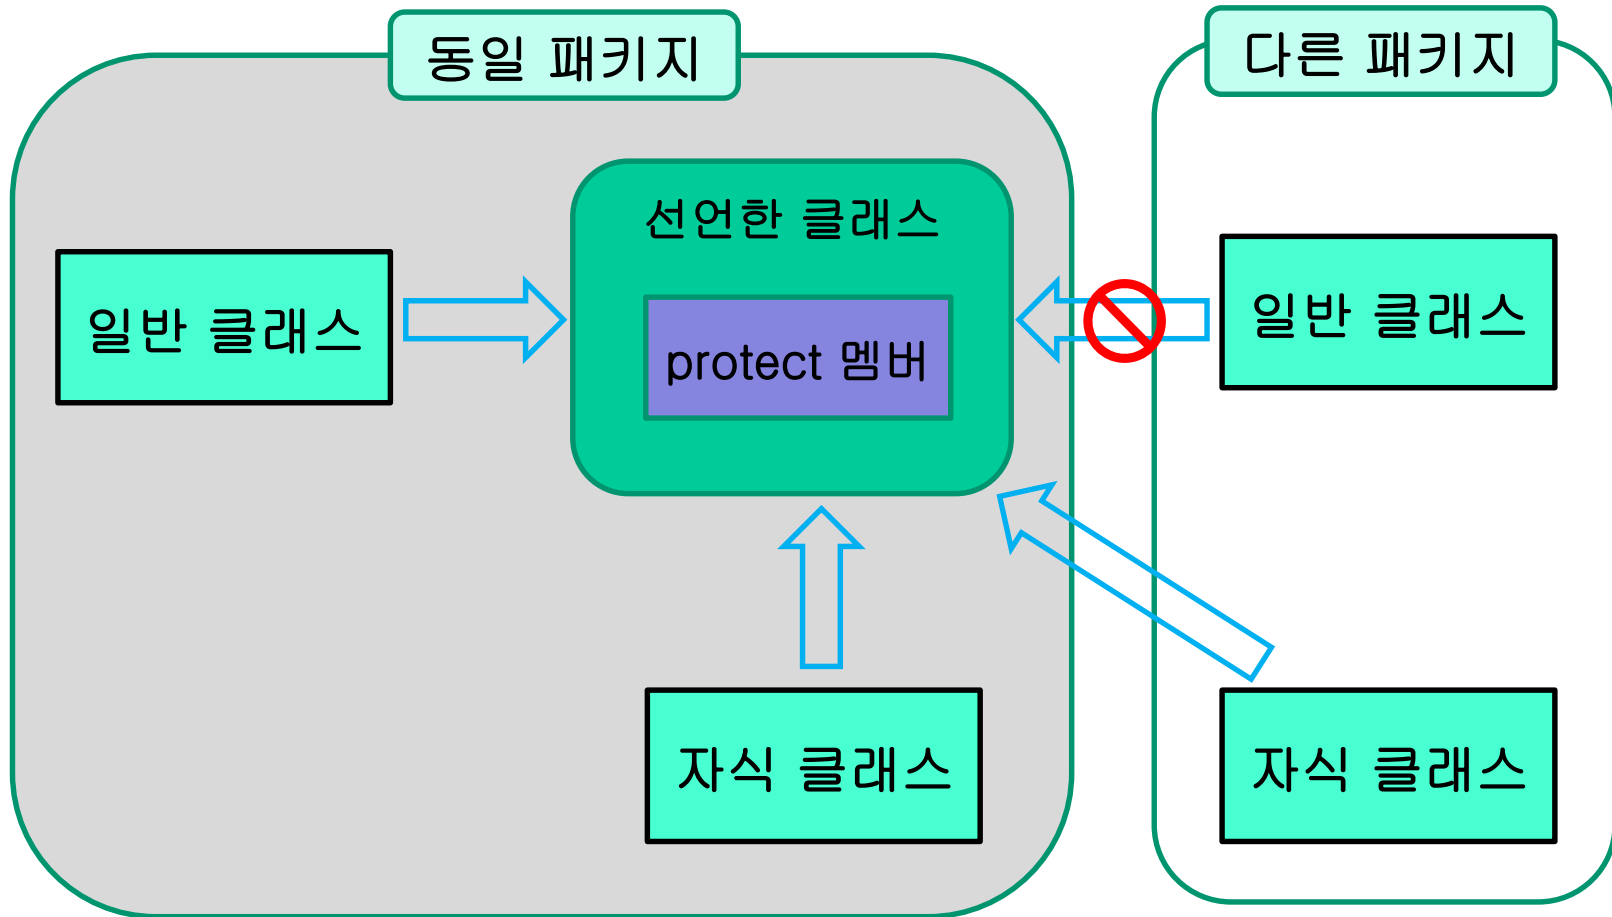 동일 패키지
다른 패키지
선언한 클래스
일반 클래스
protect 멤버
일반 클래스
자식 클래스
자식 클래스